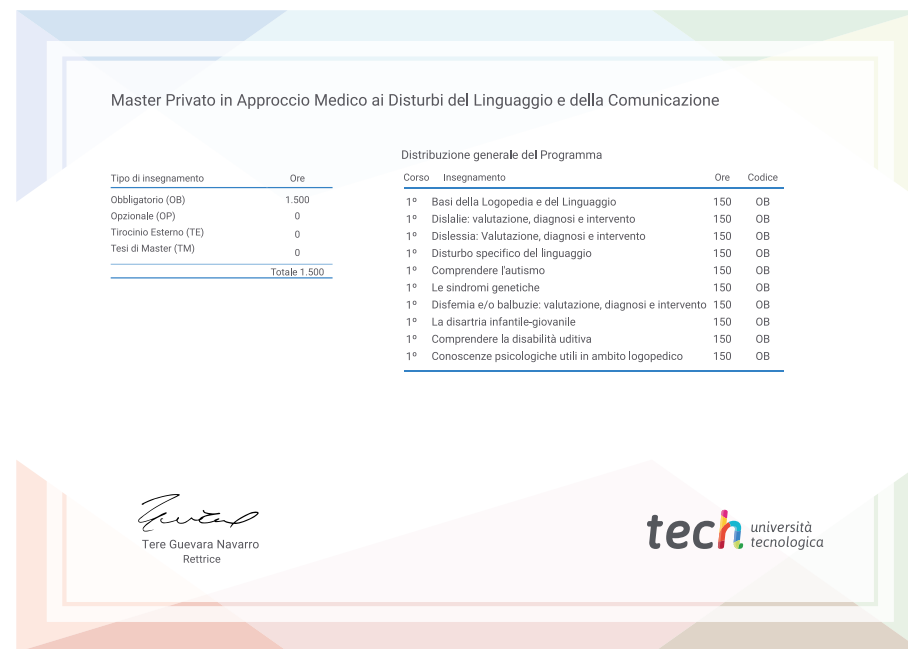 Master Privato in Approccio Medico ai Disturbi del Linguaggio e della Comunicazione
Tipo di insegnamento Ore
Obbligatorio (OB) 1.500
Opzionale (OP) 0
Tirocinio Esterno (TE) 0
Tesi di Master (TM) 0
Totale 1.500
Distribuzione generale del Programma
Corso Insegnamento Ore Codice
1º Basi della Logopedia e del Linguaggio 150 OB
1º Dislalie: valutazione, diagnosi e intervento 150 OB
1º Dislessia: Valutazione, diagnosi e intervento 150 OB
1º Disturbo specifico del linguaggio 150 OB
1º Comprendere l'autismo 150 OB
1º Le sindromi genetiche 150 OB
1º Disfemia e/o balbuzie: valutazione, diagnosi e intervento 150 OB
1º La disartria infantile-giovanile 150 OB
1º Comprendere la disabilità uditiva 150 OB
1º Conoscenze psicologiche utili in ambito logopedico 150 OB
Tere Guevara Navarro
Rettrice
tech università
tecnologica